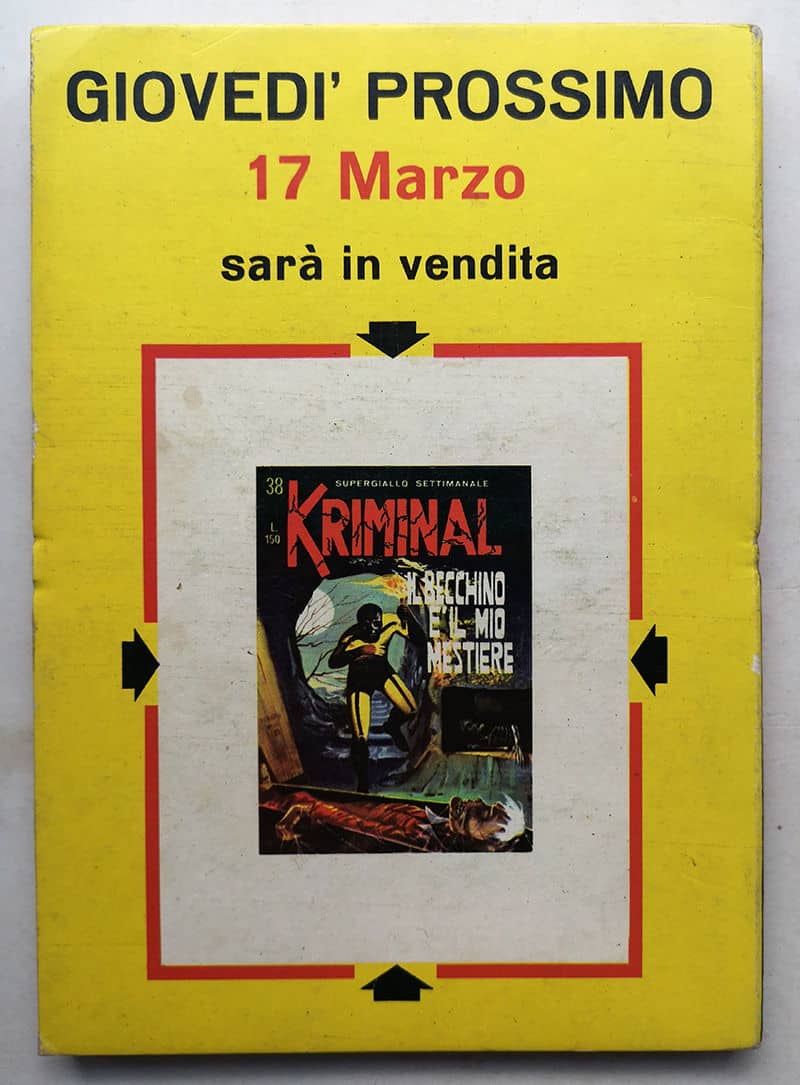 GIOVEDI' PROSSIMO
17 Marzo
sarà in vendita
38
SUPERGIALLO SETTIMANALE
L.
150
KRIMINAL
IL BECCHINO
E' IL MIO
MESTIERE